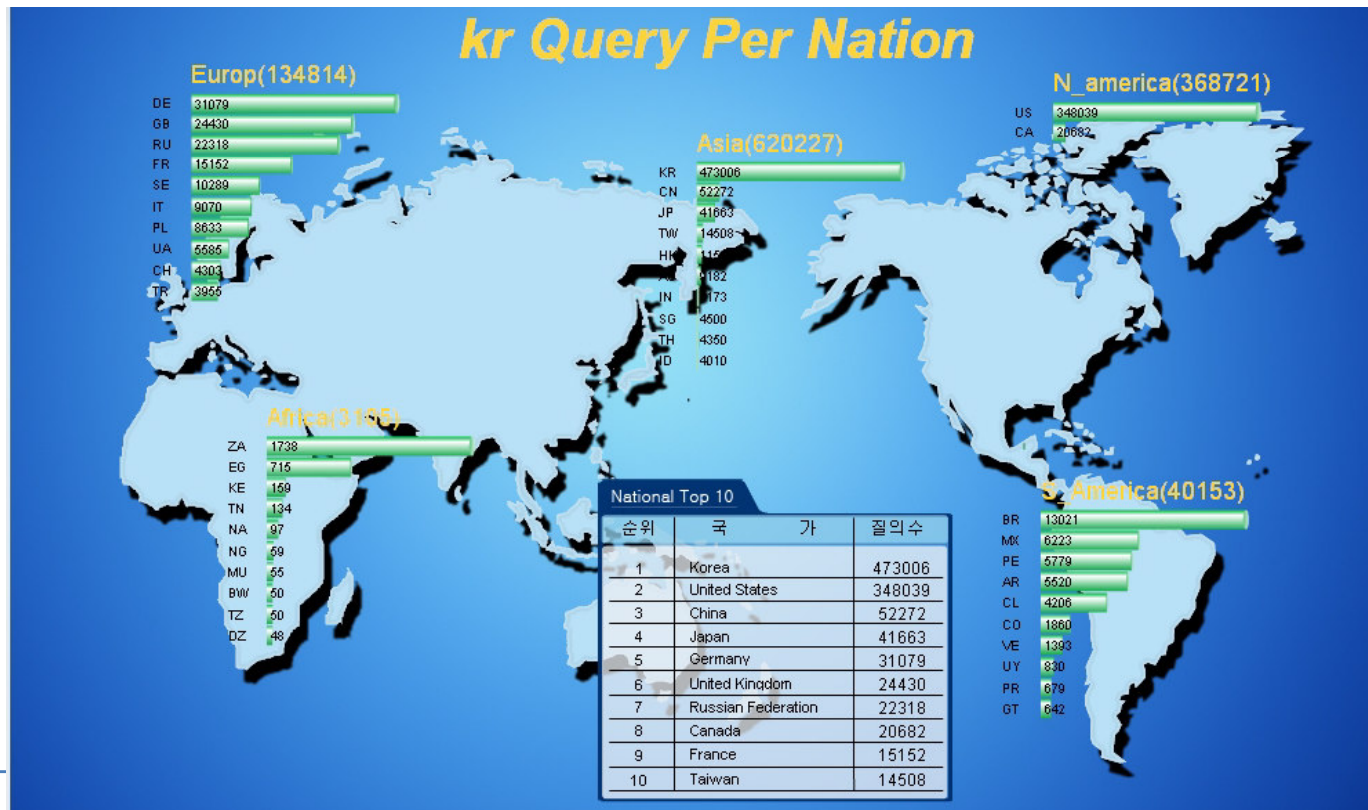 kr Query Per Nation
Europ(134814)
DE 31079
GB 24430
RU 22318
FR 15152
SE 10289
IT 9070
PL 8633
UA 5585
CH 4303
TR 3955
Asia(620227)
KR 473006
CN 52272
JP 41663
TW 14508
IN
SG 4500
TH 4350
ID 4010
N_america(368721)
US 348039
CA 20682
Africa(3105)
ZA 1738
EG 715
KE 159
TN 134
NA 97
NG 59
MU 55
BW 50
TZ 50
DZ 48
National Top 10
순위 국 가 질의수
1 Korea 473006
2 United States 348039
3 China 52272
4 Japan 41663
5 Germany 31079
6 United Kingdom 24430
7 Russian Federation 22318
8 Canada 20682
9 France 15152
10 Taiwan 14508
S_America(40153)
BR 13021
MX 6223
PE 5779
AR 5520
CL 4206
CO 1860
VE 1393
UY 830
PR 679
GT 642